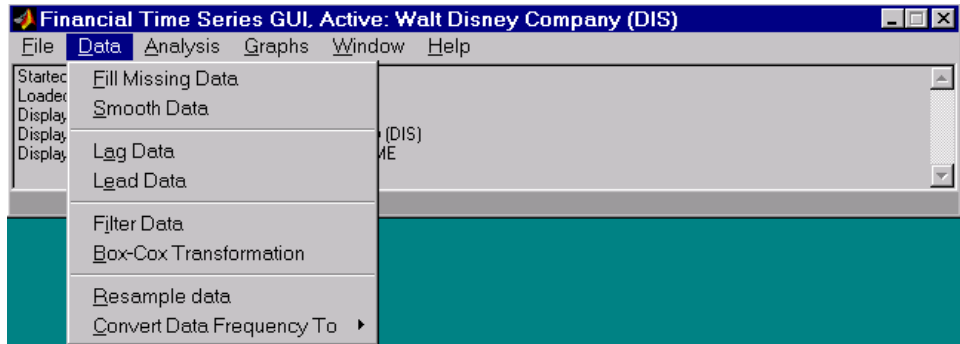 Financial Time Series GUI, Active: Walt Disney Company (DIS)
File Data Analysis Graphs Window Help
Fill Missing Data
Smooth Data
(DIS)
Lag Data
Lead Data
Filter Data
Box-Cox Transformation
Resample data
Convert Data Frequency To